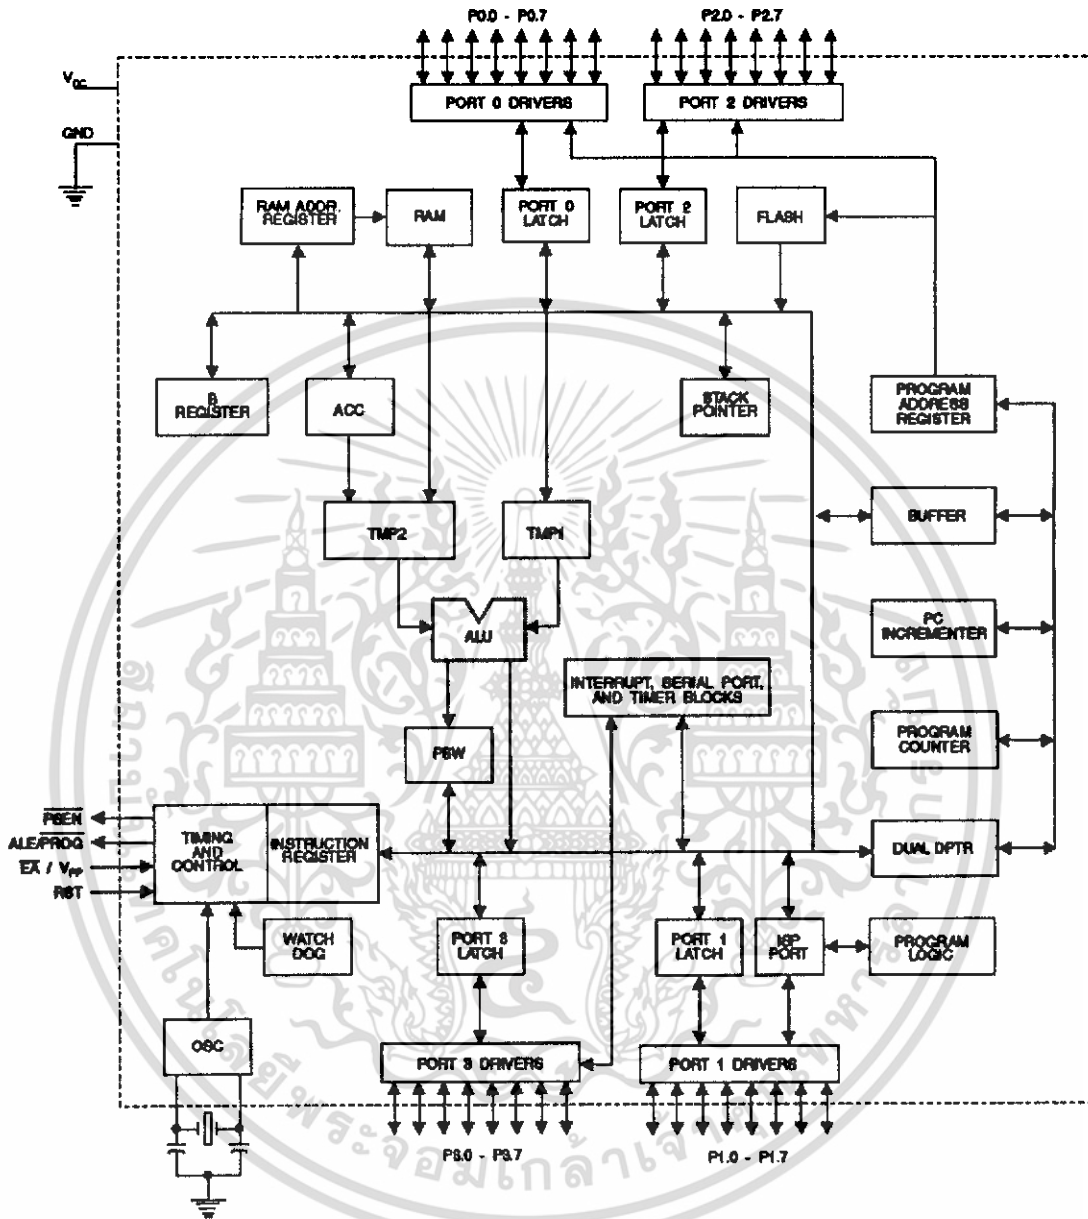 P0.0 - P0.7
P2.0 - P2.7
VCC
PORT 0 DRIVERS
PORT 2 DRIVERS
GND
RAM ADDR.
REGISTER
RAM
PORT 0
LATCH
PORT 2
LATCH
FLASH
B
REGISTER
ACC
STACK
POINTER
PROGRAM
ADDRESS
REGISTER
TMP2
TMP1
BUFFER
ALU
PC
INCREMENTER
INTERRUPT, SERIAL PORT,
AND TIMER BLOCKS
PSW
PROGRAM
COUNTER
PSEN
ALE/PROG
EA / VPP
RST
TIMING
AND
CONTROL
INSTRUCTION
REGISTER
DUAL DPTR
WATCH
DOG
PORT 3
LATCH
PORT 1
LATCH
ISP
PORT
PROGRAM
LOGIC
OSC
PORT 3 DRIVERS
PORT 1 DRIVERS
P3.0 - P3.7
P1.0 - P1.7